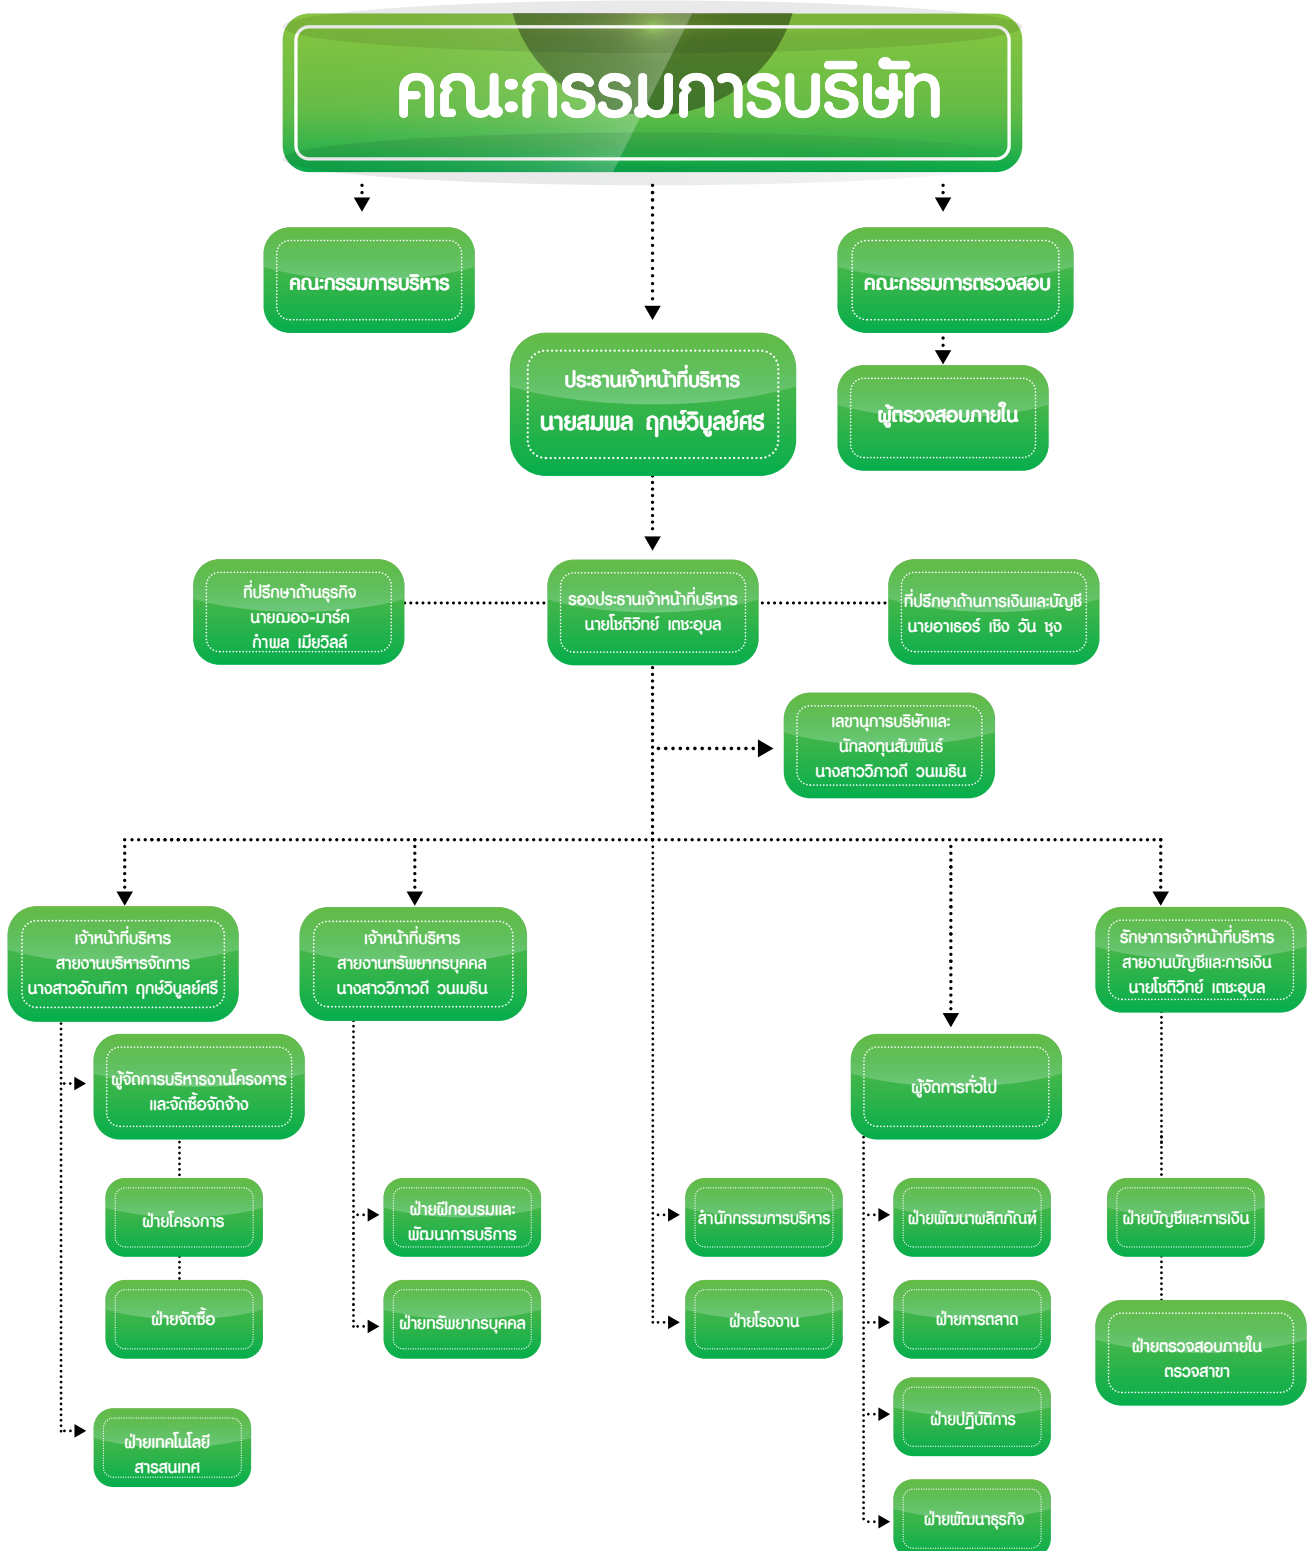 คณะกรรมการบริษัท
คณะกรรมการบริหาร
คณะกรรมการตรวจสอบ
ประธานเจ้าหน้าที่บริหาร
นายสมพล ฤกษ์วิบูลย์ศรี
ผู้ตรวจสอบภายใน
ที่ปรึกษาด้านธุรกิจ
นายฌอง-มาร์ค
กำพล เมียวิลล์
รองประธานเจ้าหน้าที่บริหาร
นายโชติวิทย์ เตชะอุบล
ที่ปรึกษาด้านการเงินและบัญชี
นายอาเธอร์ เชิง วัน ชุง
เลขานุการบริษัทและ
นักลงทุนสัมพันธ์
นางสาววิภาวดี วนเมธิน
เจ้าหน้าที่บริหาร
สายงานบริหารจัดการ
นางสาวอัณทิกา ฤกษ์วิบูลย์ศรี
เจ้าหน้าที่บริหาร
สายงานทรัพยากรบุคคล
นางสาววิภาวดี วนเมธิน
รักษาการเจ้าหน้าที่บริหาร
สายงานบัญชีและการเงิน
นายโชติวิทย์ เตชะอุบล
ผู้จัดการบริหารงานโครงการ
และจัดซื้อจัดจ้าง
ผู้จัดการทั่วไป
ฝ่ายโครงการ
ฝ่ายฝึกอบรมและ
พัฒนาการบริการ
สำนักกรรมการบริหาร
ฝ่ายพัฒนาผลิตภัณฑ์
ฝ่ายบัญชีและการเงิน
ฝ่ายจัดซื้อ
ฝ่ายทรัพยากรบุคคล
ฝ่ายโรงงาน
ฝ่ายการตลาด
ฝ่ายตรวจสอบภายใน
ตรวจสาขา
ฝ่ายเทคโนโลยี
สารสนเทศ
ฝ่ายปฏิบัติการ
ฝ่ายพัฒนาธุรกิจ